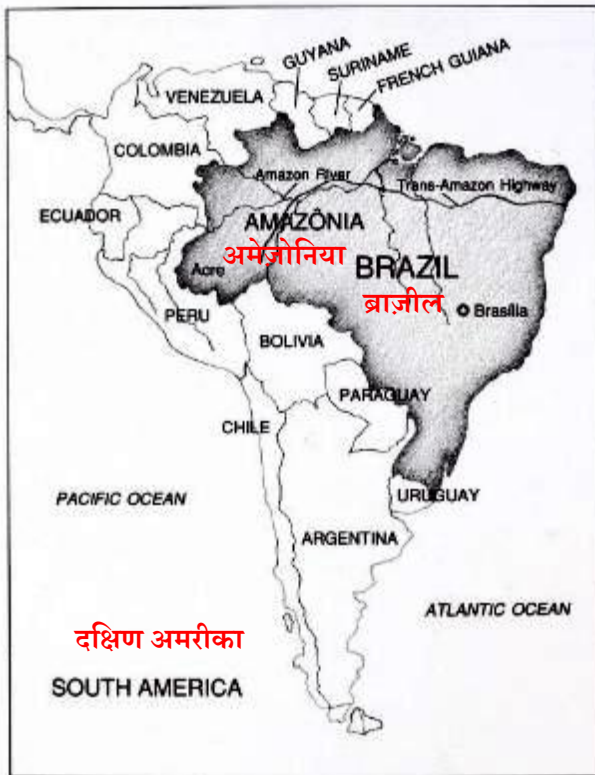 GUYANA
SURINAME
FRENCH GUIANA
VENEZUELA
COLOMBIA
Amazon River
Trans-Amazon Highway
ECUADOR
AMAZÔNIA
अमेज़ोनिया
Acre
BRAZIL
ब्राज़ील
Brasília
PERU
BOLIVIA
PARAGUAY
CHILE
PACIFIC OCEAN
URUGUAY
ARGENTINA
ATLANTIC OCEAN
दक्षिण अमरीका
SOUTH AMERICA